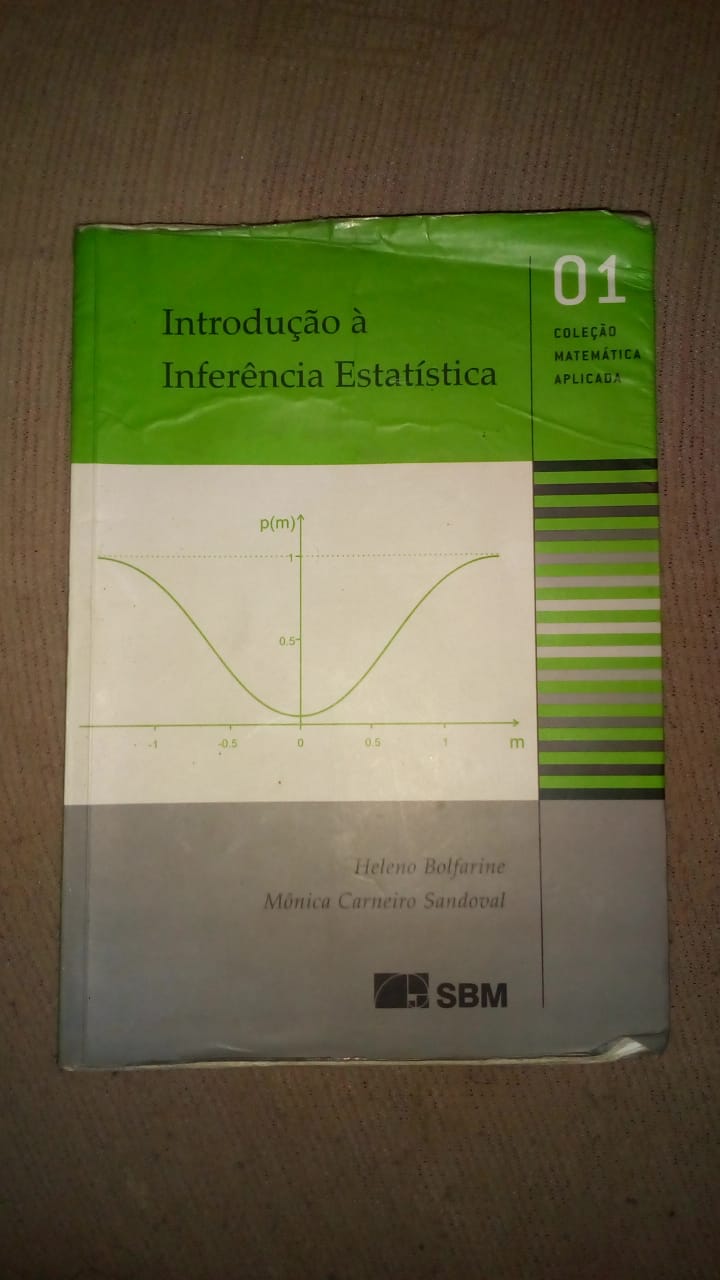 Introdução à
Inferência Estatística
01
COLEÇÃO
MATEMÁTICA
APLICADA
p(m)
1
0.5
-1
-0.5
0
0.5
1
m
Heleno Bolfarine
Mônica Carneiro Sandoval
SBM